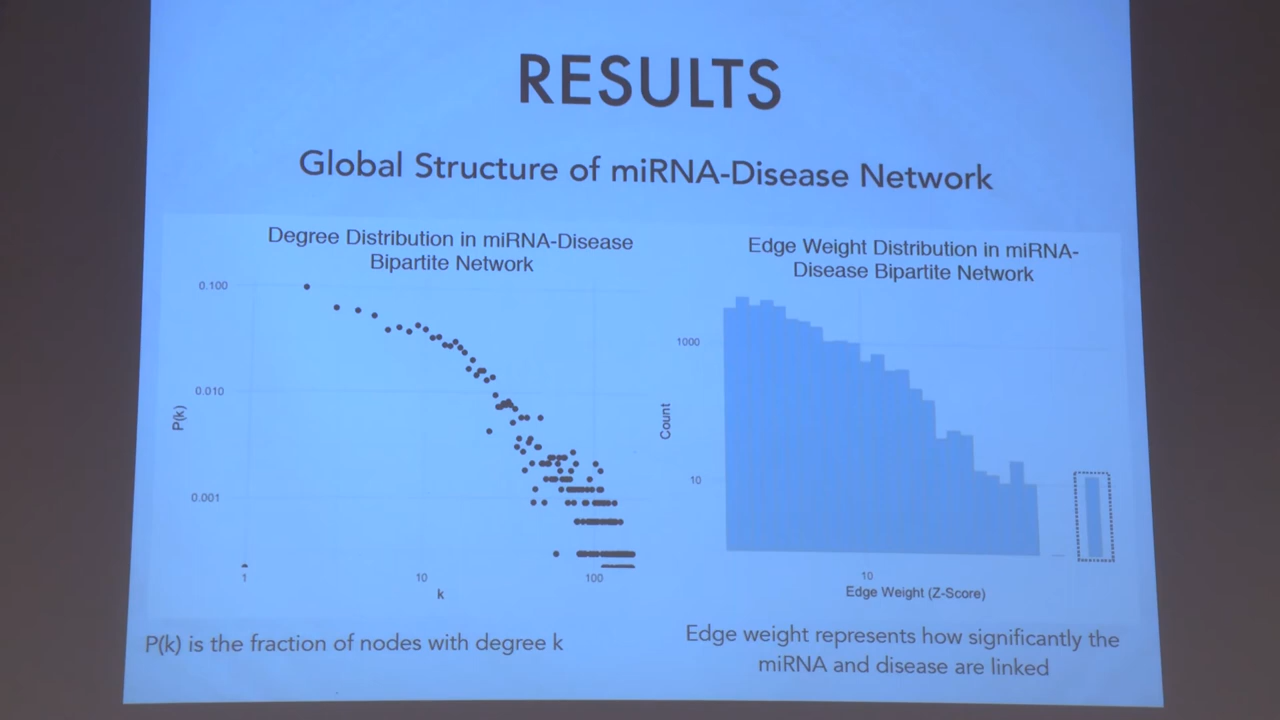 RESULTS
Global Structure of miRNA-Disease Network
Degree Distribution in miRNA-Disease
Bipartite Network
0.100
0.010
0.001
P(k)
1
10
100
k
P(k) is the fraction of nodes with degree k
Edge Weight Distribution in miRNA-
Disease Bipartite Network
1000
10
Count
10
Edge Weight (Z-Score)
Edge weight represents how significantly the
miRNA and disease are linked